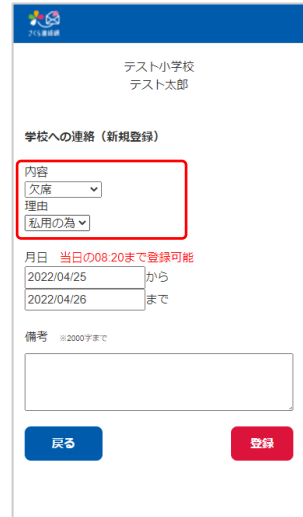 さくら連絡網
テスト小学校
テスト太郎
学校への連絡（新規登録）
内容
欠席
理由
私用の為
月日 当日の08:20まで登録可能
2022/04/25 から
2022/04/26 まで
備考 ※2000字まで
戻る 登録